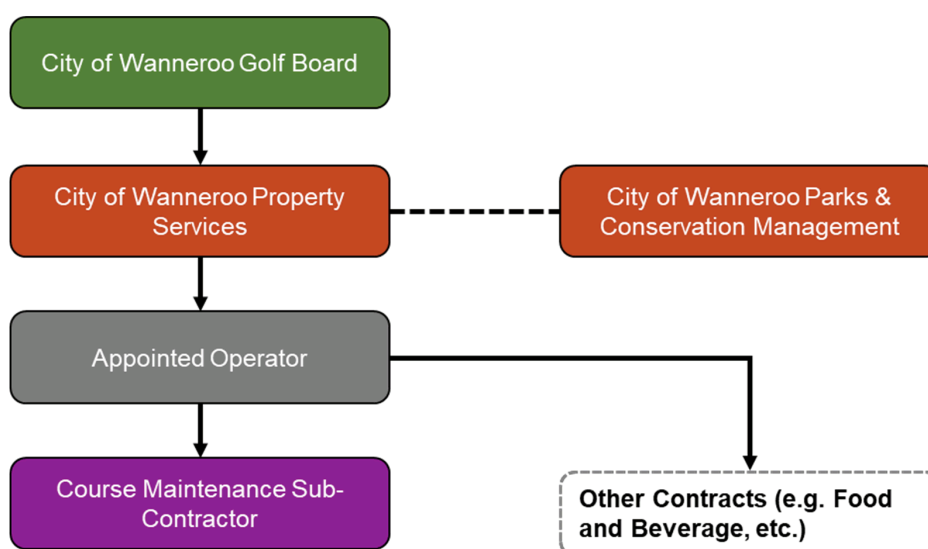 City of Wanneroo Golf Board
City of Wanneroo Property
Services
City of Wanneroo Parks &
Conservation Management
Appointed Operator
Course Maintenance Sub-
Contractor
Other Contracts (e.g. Food
and Beverage, etc.)